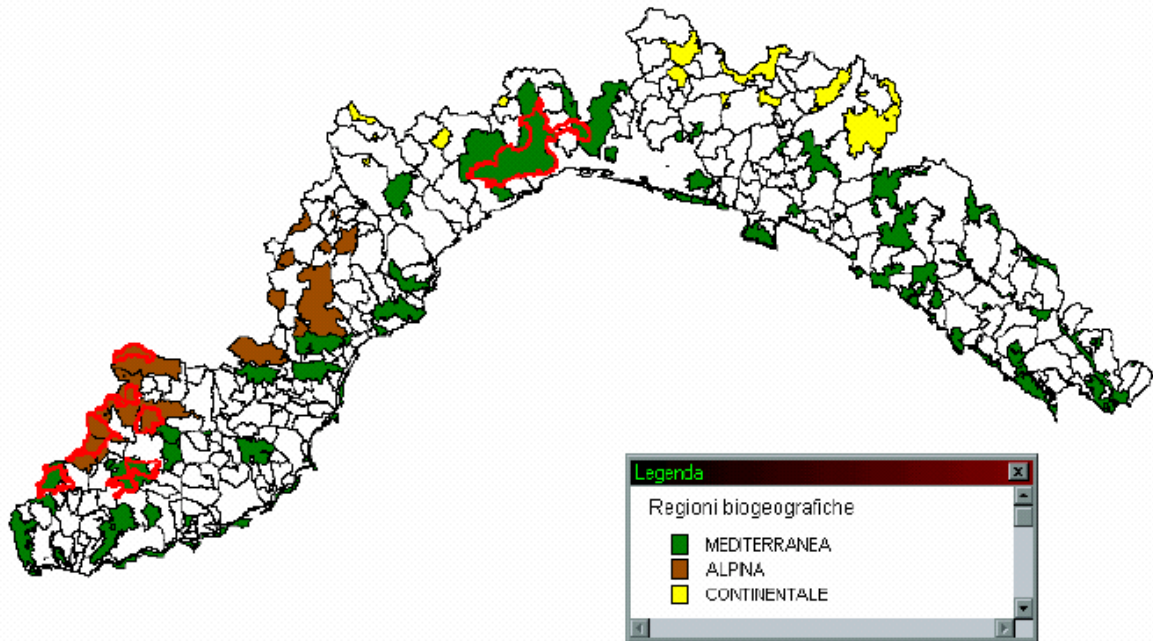 Legenda
Regioni biogeografiche
MEDITERRANEA
ALPINA
CONTINENTALE